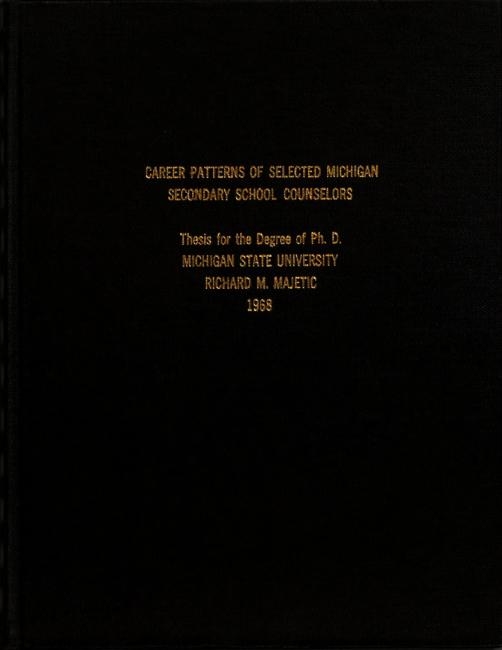 CAREER PATTERNS OF SELECTED MICHIGAN
SECONDARY SCHOOL COUNSELORS
Thesis for the Degree of Ph. D.
MICHIGAN STATE UNIVERSITY
RICHARD M. MAJETIC
1968